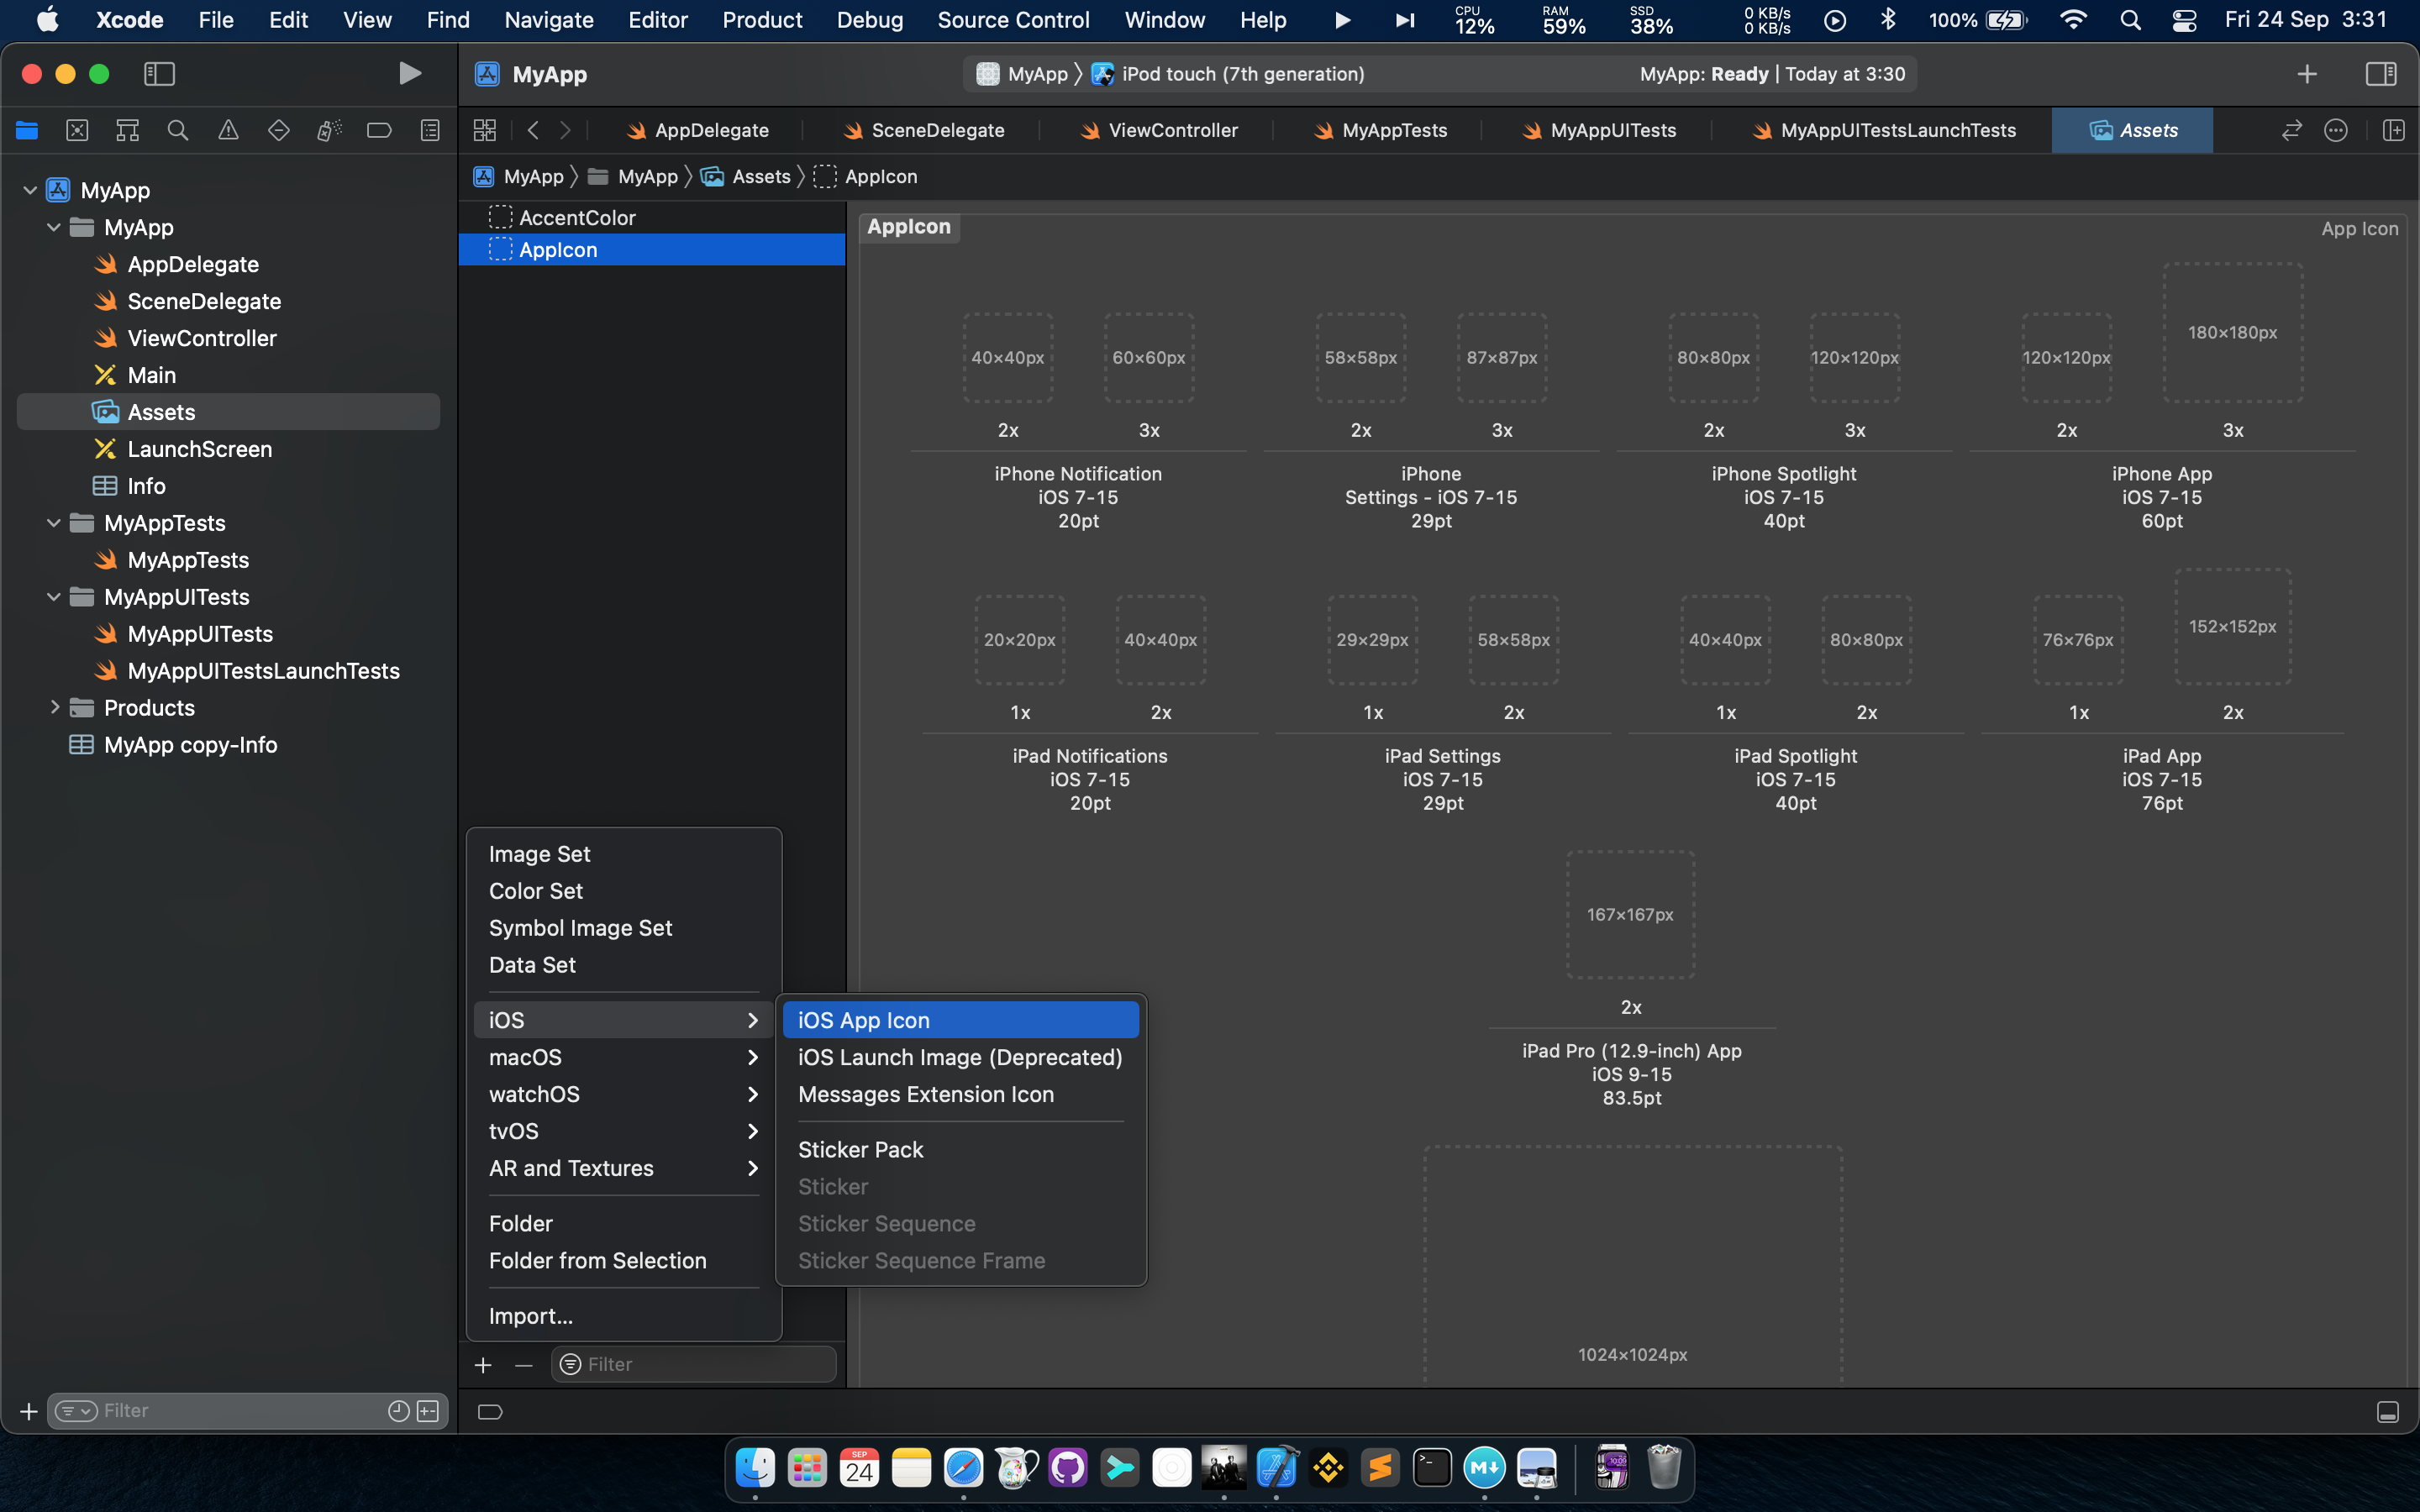 Xcode File Edit View Find Navigate Editor Product Debug Source Control Window Help
CPU 12% RAM 59% SSD 38% 0 KB/s 0 KB/s 100% Fri 24 Sep 3:31
MyApp
MyApp iPod touch (7th generation)
MyApp: Ready | Today at 3:30
AppDelegate SceneDelegate ViewController MyAppTests MyAppUITests MyAppUITestsLaunchTests Assets
MyApp MyApp Assets AppIcon
MyApp
MyApp
AppDelegate
SceneDelegate
ViewController
Main
Assets
LaunchScreen
Info
MyAppTests
MyAppTests
MyAppUITests
MyAppUITests
MyAppUITestsLaunchTests
Products
MyApp copy-Info
Filter
AccentColor
AppIcon
AppIcon
App Icon
40×40px 60×60px 58×58px 87×87px 80×80px 120×120px 120×120px 180×180px
2x 3x 2x 3x 2x 3x 2x 3x
iPhone Notification
iOS 7-15
20pt
iPhone
Settings - iOS 7-15
29pt
iPhone Spotlight
iOS 7-15
40pt
iPhone App
iOS 7-15
60pt
20×20px 40×40px 29×29px 58×58px 40×40px 80×80px 76×76px 152×152px
1x 2x 1x 2x 1x 2x 1x 2x
iPad Notifications
iOS 7-15
20pt
iPad Settings
iOS 7-15
29pt
iPad Spotlight
iOS 7-15
40pt
iPad App
iOS 7-15
76pt
167×167px
2x
iPad Pro (12.9-inch) App
iOS 9-15
83.5pt
1024×1024px
Image Set
Color Set
Symbol Image Set
Data Set
iOS
macOS
watchOS
tvOS
AR and Textures
Folder
Folder from Selection
Import...
iOS App Icon
iOS Launch Image (Deprecated)
Messages Extension Icon
Sticker Pack
Sticker
Sticker Sequence
Sticker Sequence Frame
Filter
SEP
24
M